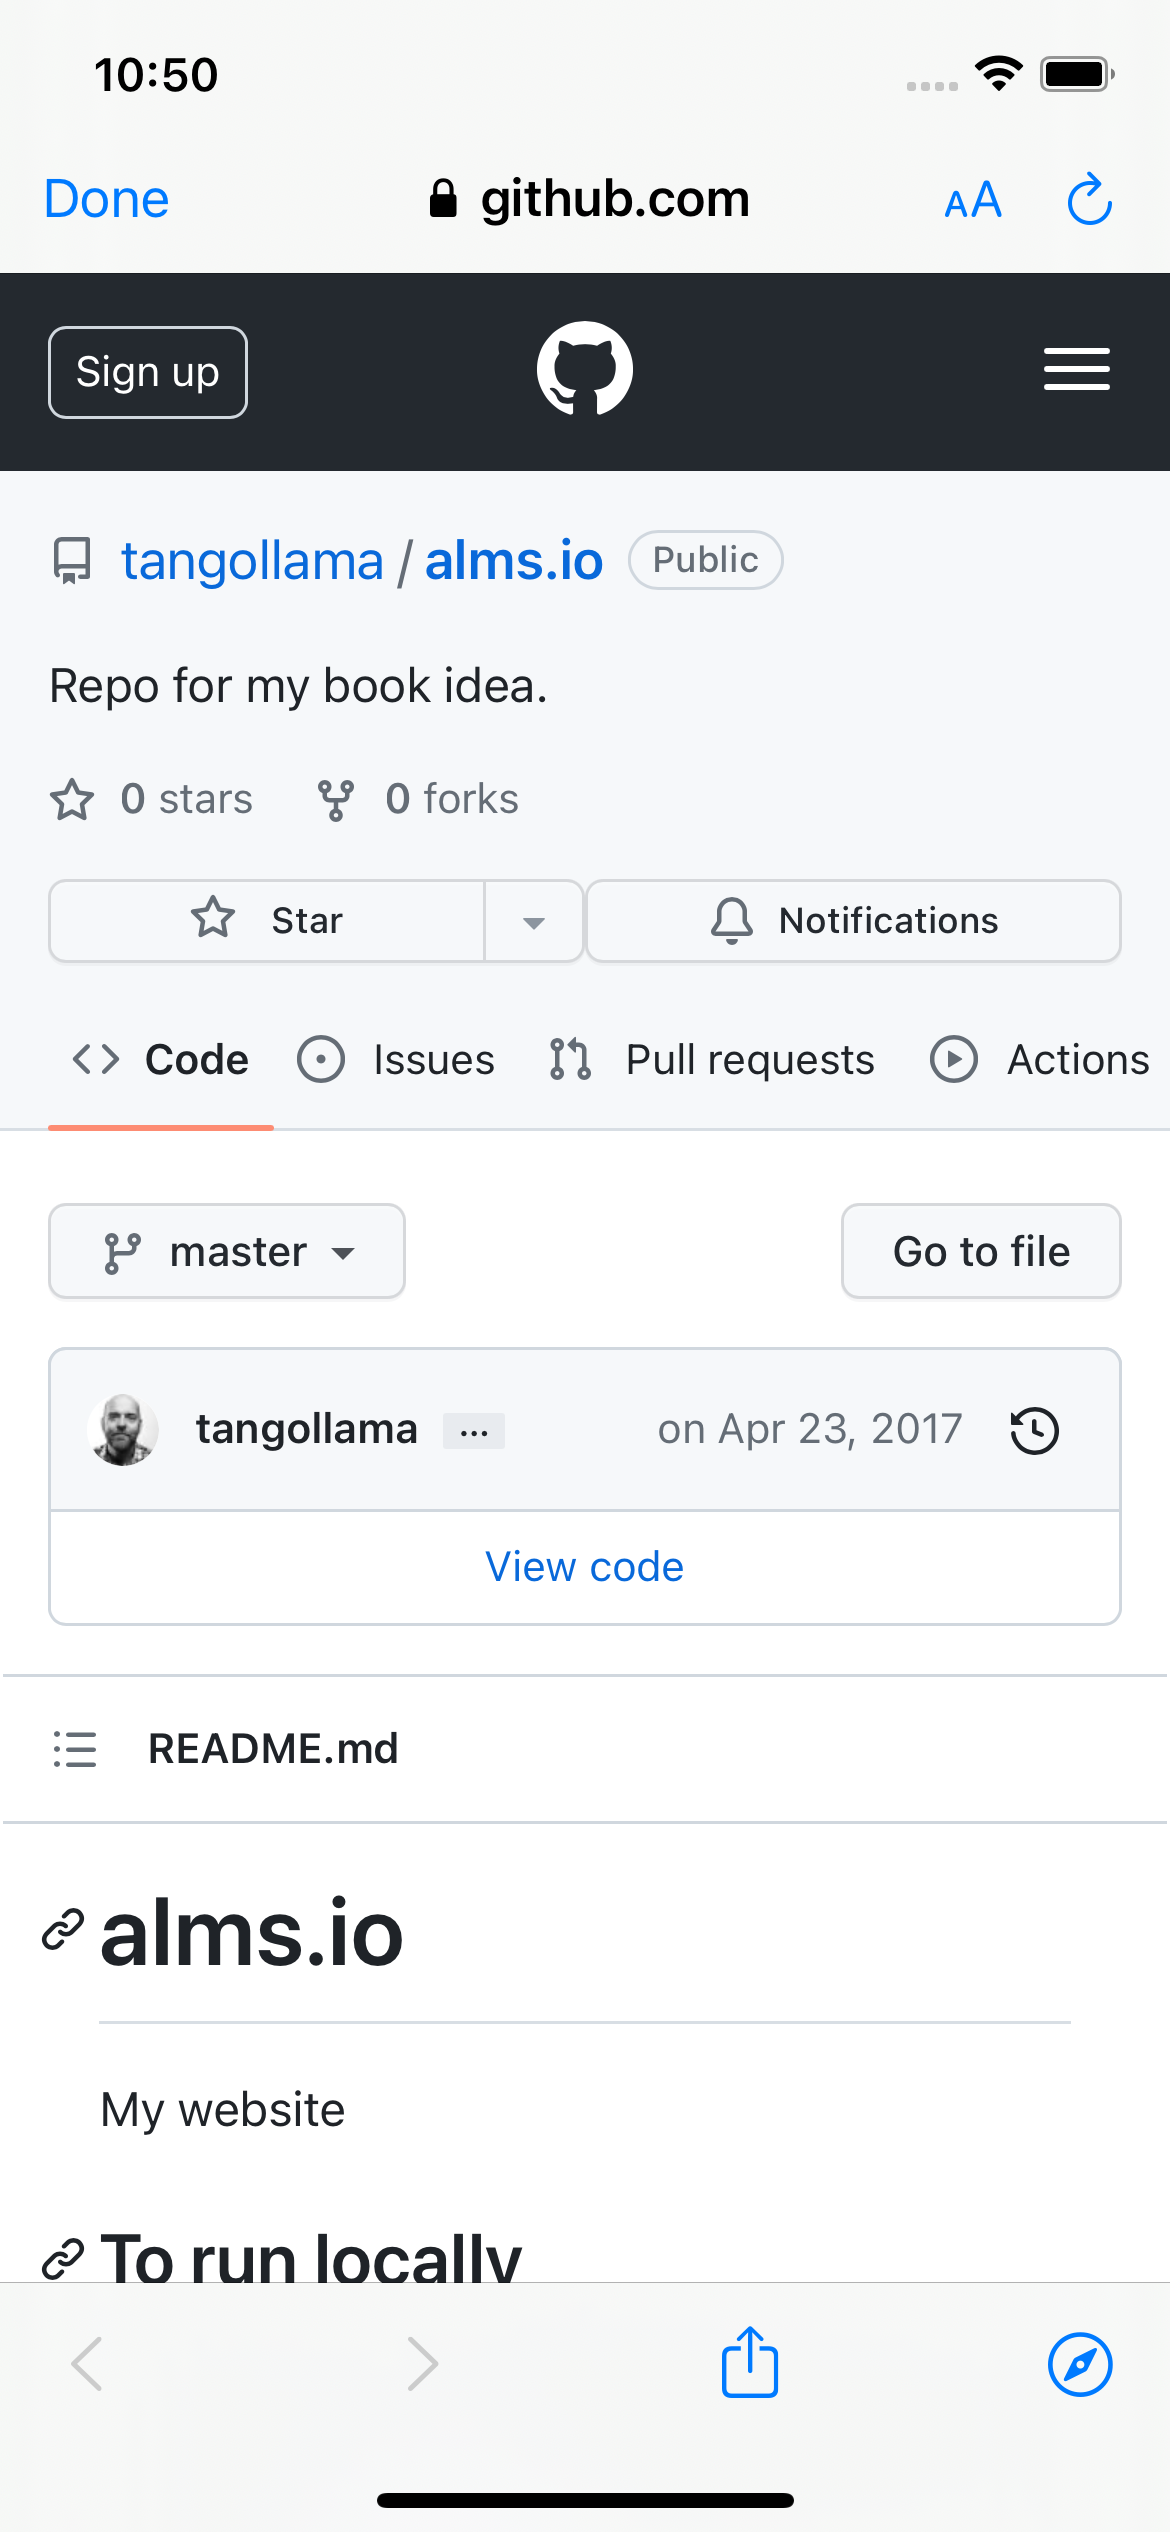 10:50
Done
github.com
AA
Sign up
tangollama / alms.io Public
Repo for my book idea.
0 stars 0 forks
Star Notifications
Code Issues Pull requests Actions
master Go to file
tangollama ... on Apr 23, 2017
View code
README.md
alms.io
My website
To run locally